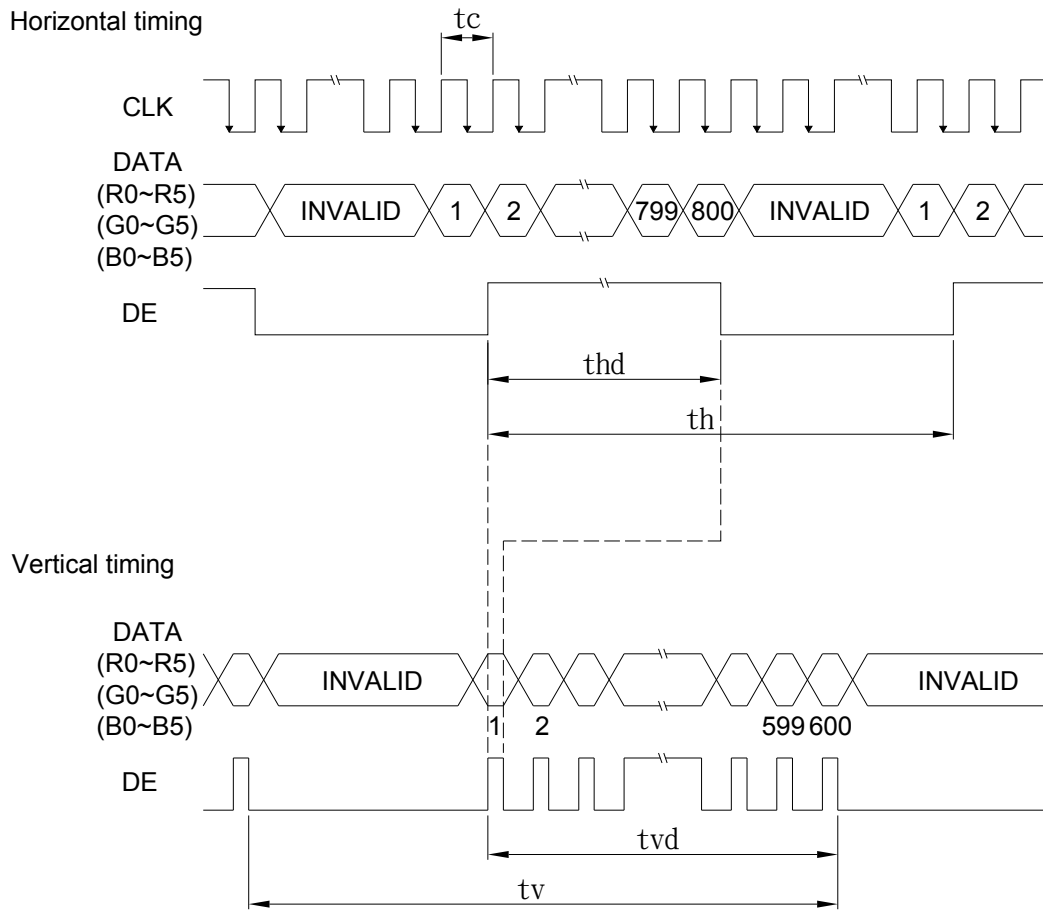 Horizontal timing
tc
CLK
DATA
(R0~R5)
(G0~G5)
(B0~B5)
INVALID 1 2 799 800 INVALID 1 2
DE
thd
th
Vertical timing
DATA
(R0~R5)
(G0~G5)
(B0~B5)
INVALID INVALID
1 2 599 600
DE
tvd
tv